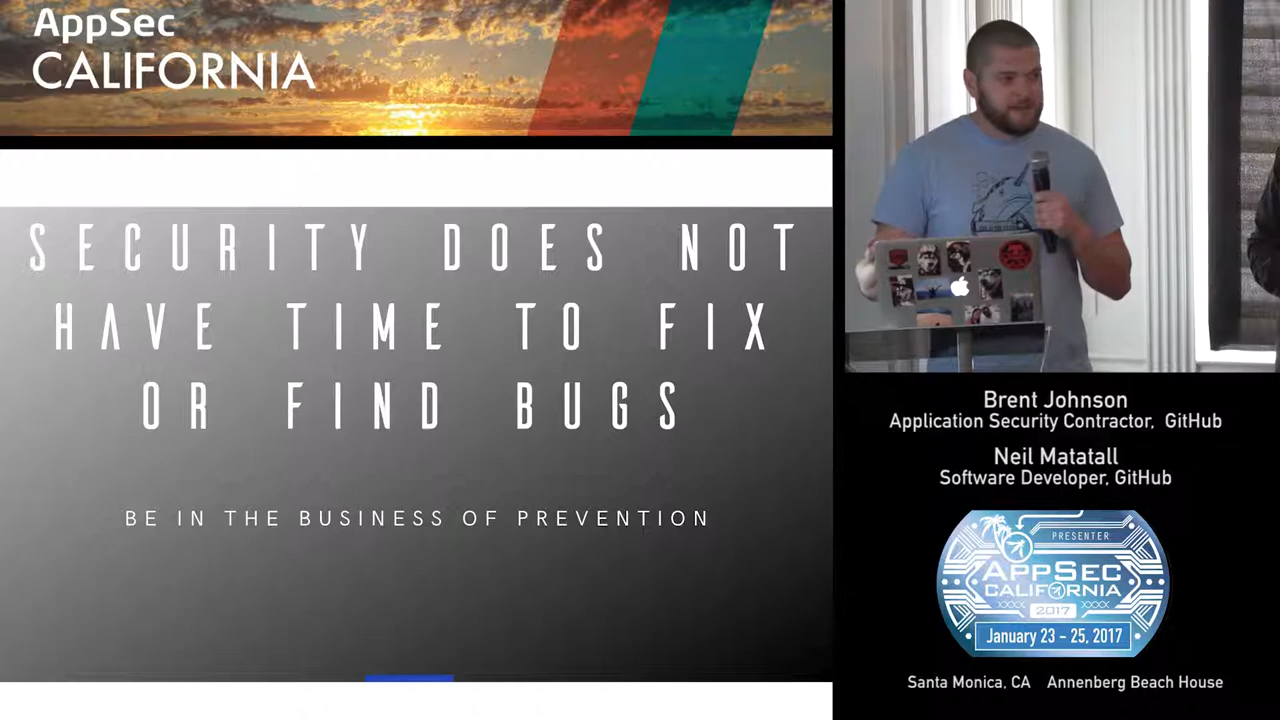 AppSec
CALIFORNIA
SECURITY DOES NOT
HAVE TIME TO FIX
OR FIND BUGS
BE IN THE BUSINESS OF PREVENTION
Brent Johnson
Application Security Contractor, GitHub
Neil Matatall
Software Developer, GitHub
PRESENTER
APPSEC
CALIFORNIA
XXXX 2017 XXXX
January 23 - 25, 2017
Santa Monica, CA Annenberg Beach House